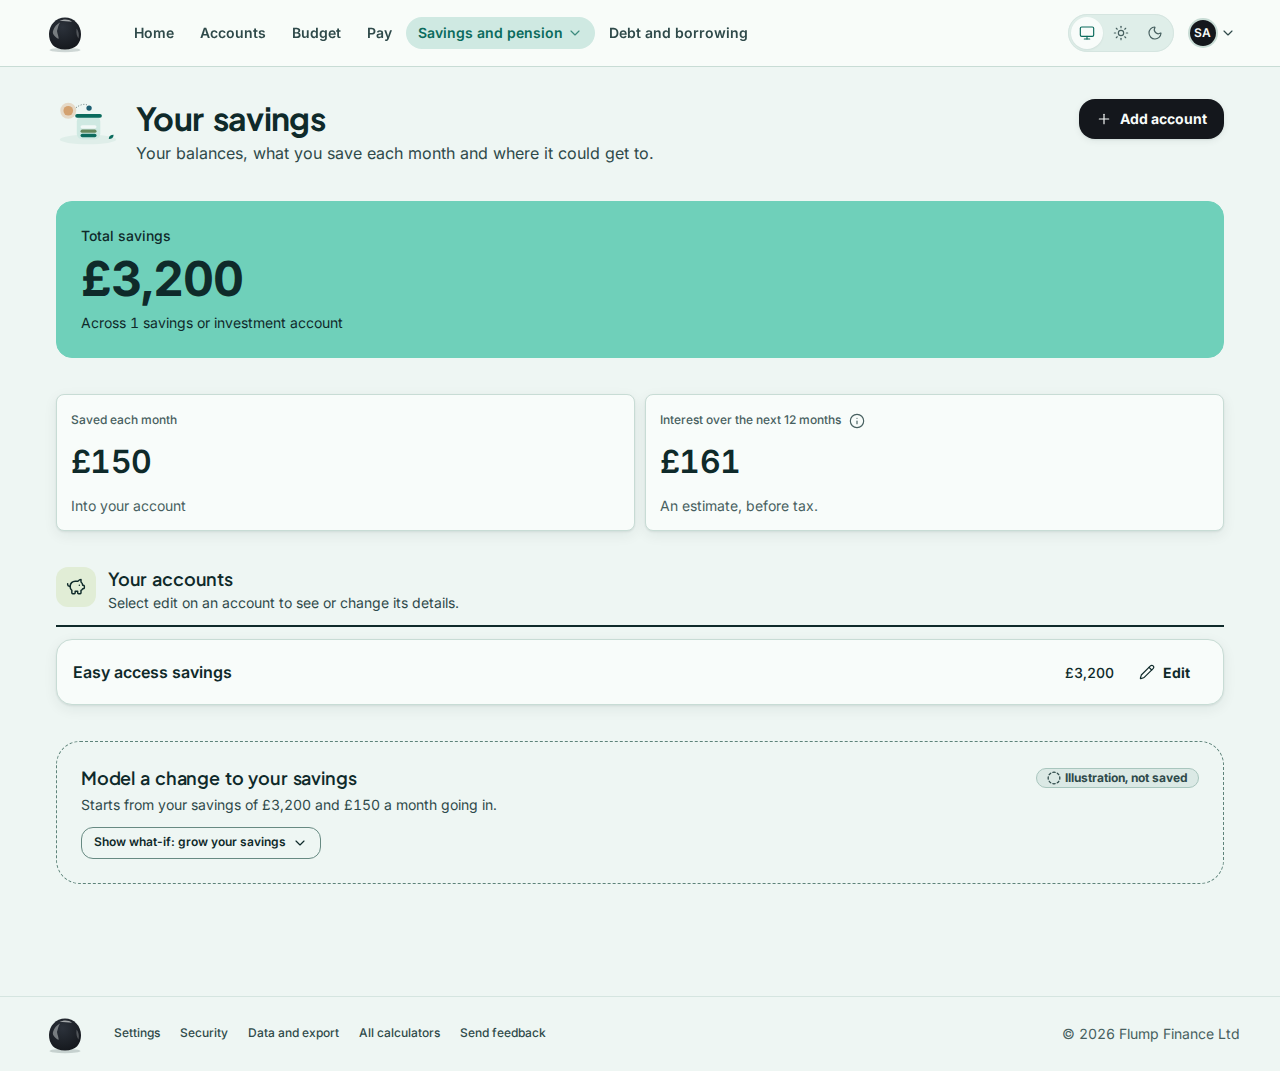 Home Accounts Budget Pay Savings and pension Debt and borrowing SA
Your savings
Your balances, what you save each month and where it could get to.
Add account
Total savings
£3,200
Across 1 savings or investment account
Saved each month
£150
Into your account
Interest over the next 12 months
£161
An estimate, before tax.
Your accounts
Select edit on an account to see or change its details.
Easy access savings £3,200 Edit
Model a change to your savings
Illustration, not saved
Starts from your savings of £3,200 and £150 a month going in.
Show what-if: grow your savings
Settings Security Data and export All calculators Send feedback © 2026 Flump Finance Ltd